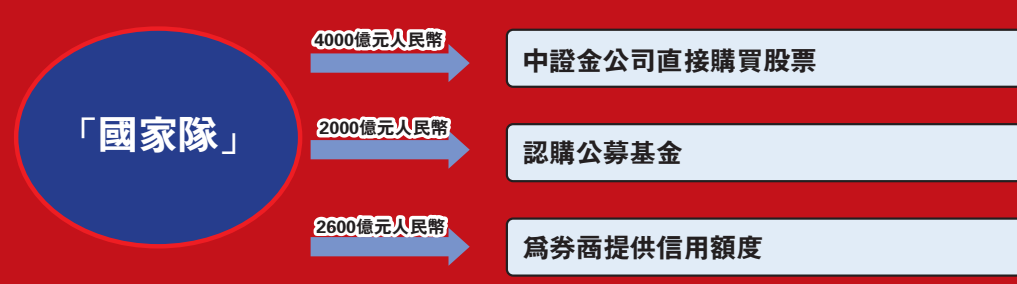 「國家隊」
4000億元人民幣
中證金公司直接購買股票
2000億元人民幣
認購公募基金
2600億元人民幣
爲券商提供信用額度